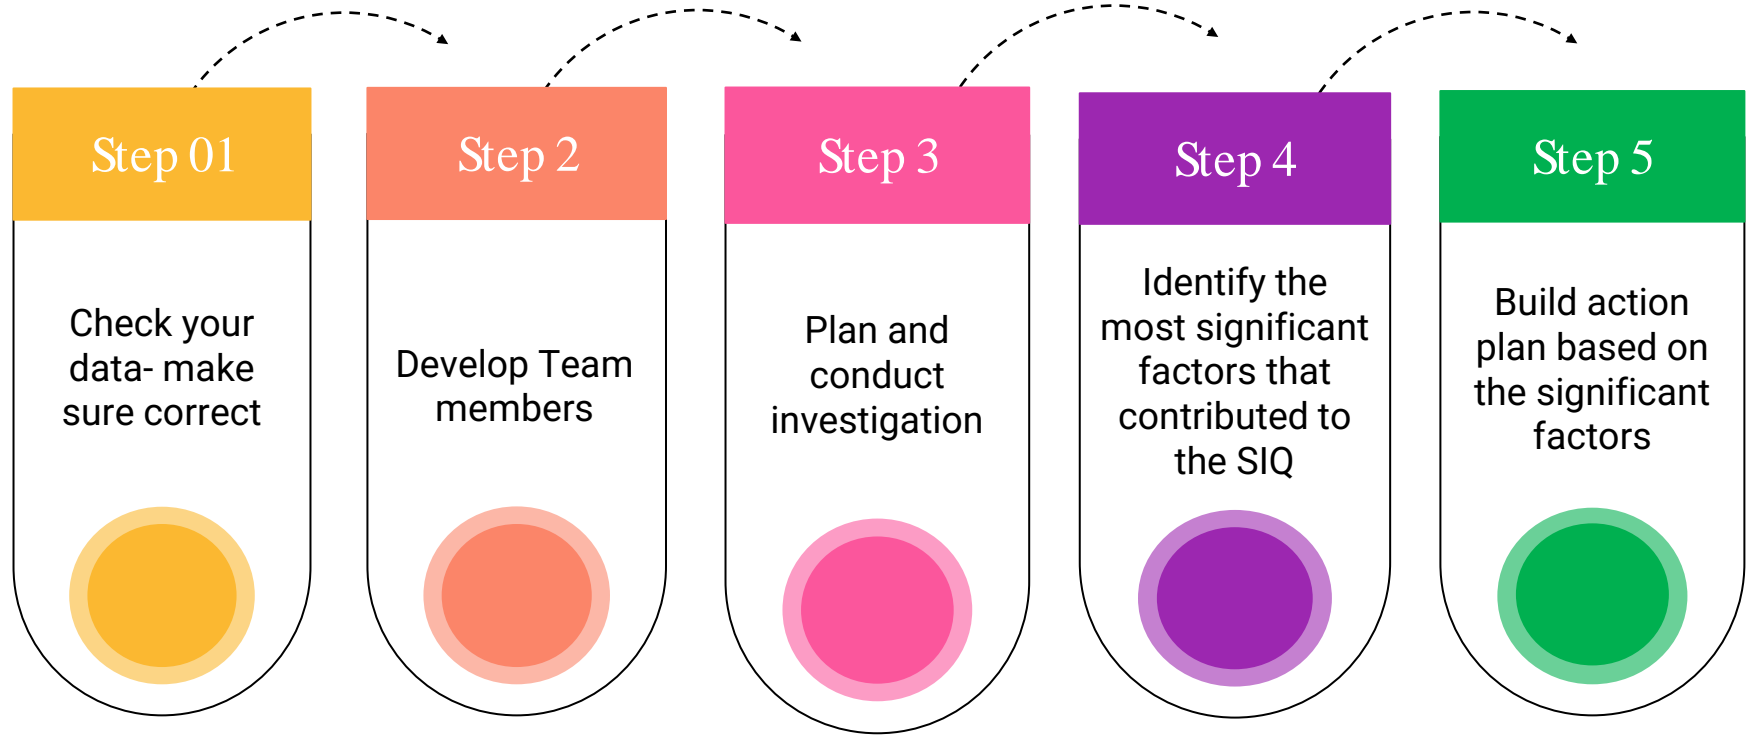 Step 01
Check your
data- make
sure correct
Step 2
Develop Team
members
Step 3
Plan and
conduct
investigation
Step 4
Identify the
most significant
factors that
contributed to
the SIQ
Step 5
Build action
plan based on
the significant
factors